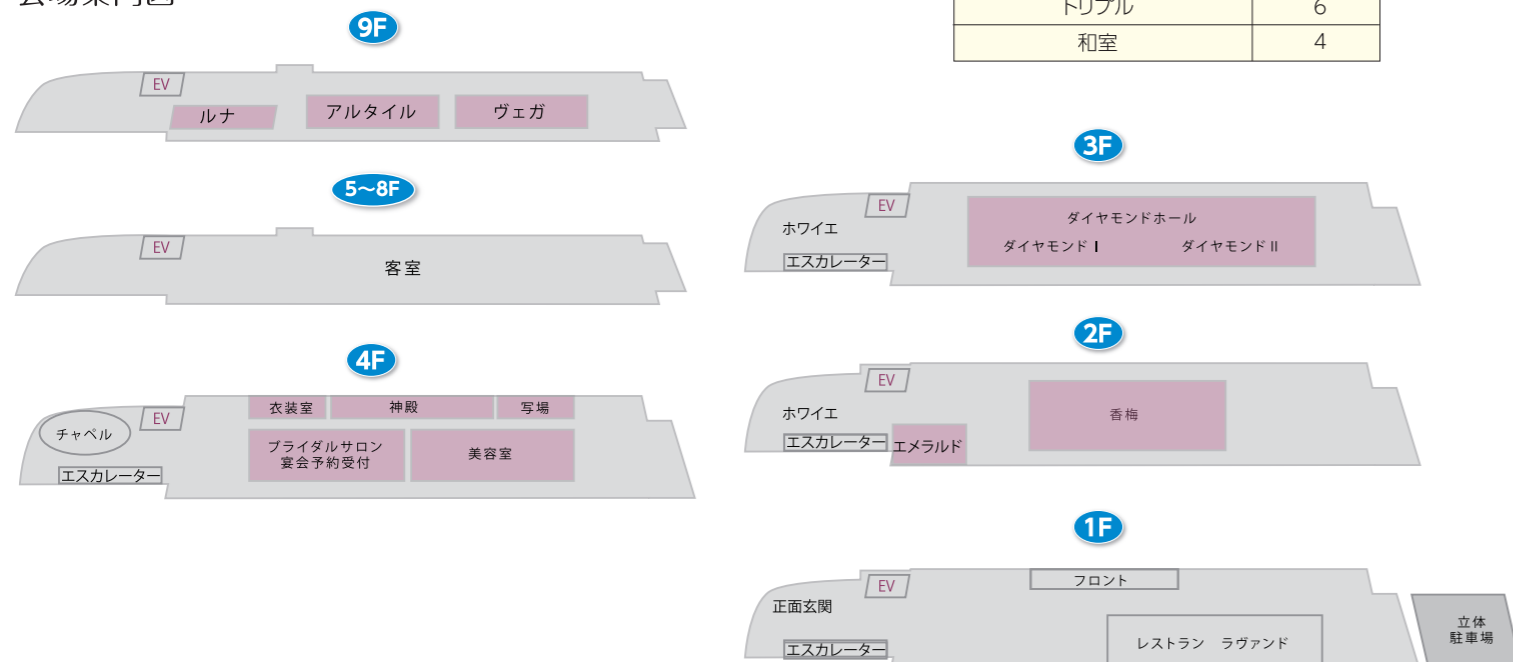 会場案内図
トリプル 6
和室 4
9F
EV
ルナ
アルタイル
ヴェガ
5〜8F
EV
客室
4F
チャペル
EV
エスカレーター
衣装室
神殿
写場
ブライダルサロン
宴会予約受付
美容室
3F
ホワイエ
EV
エスカレーター
ダイヤモンドホール
ダイヤモンドⅠ
ダイヤモンドⅡ
2F
ホワイエ
EV
エスカレーター
エメラルド
香梅
1F
正面玄関
EV
エスカレーター
フロント
レストラン ラヴァンド
立体
駐車場